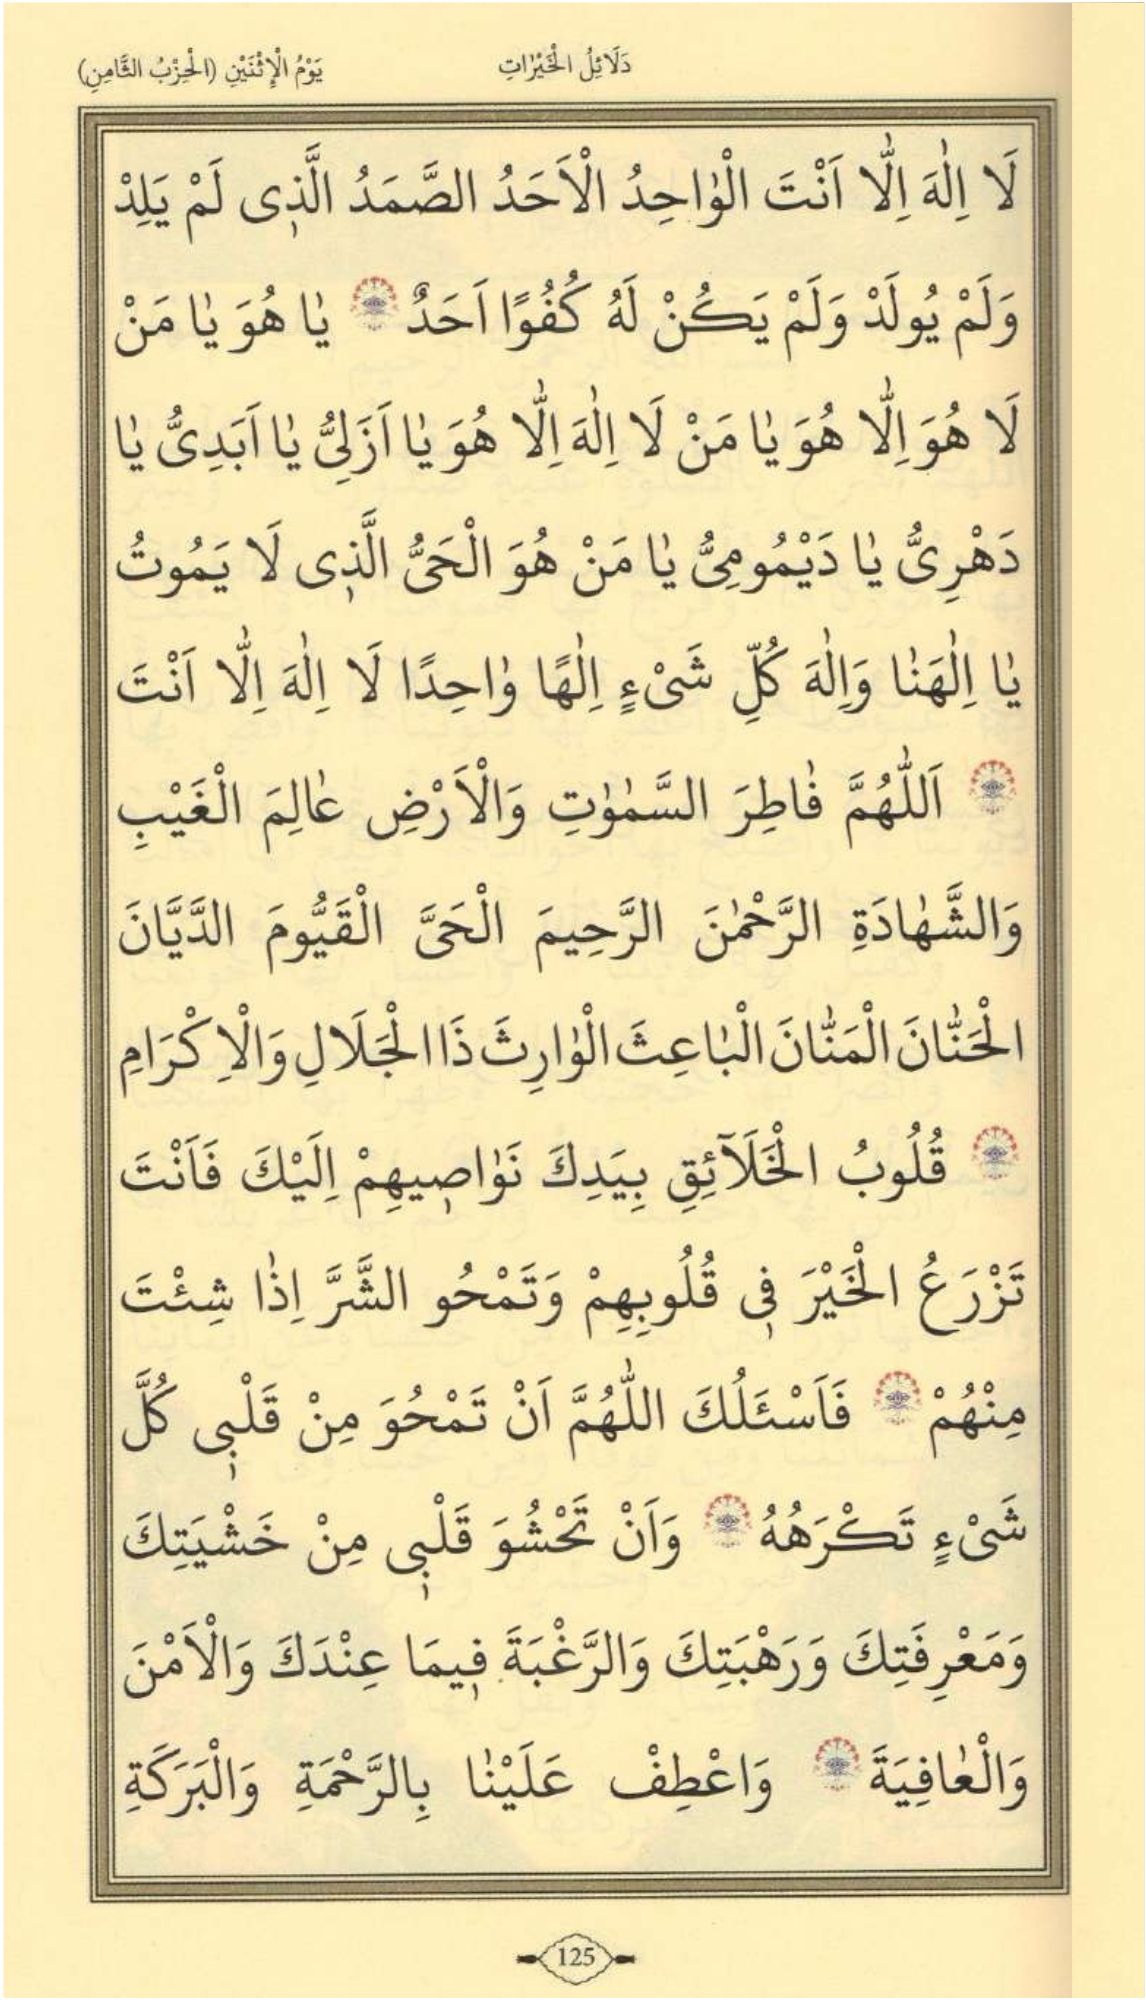 دَلَائِلُ الْخَيْرَاتِ
يَوْمُ الْإِثْنَيْنِ (الْحِزْبُ الثَّامِنِ)
لَا اِلٰهَ اِلَّا اَنْتَ الْوٰاحِدُ الْاَحَدُ الصَّمَدُ الَّذٖى لَمْ يَلِدْ
وَلَمْ يُولَدْ وَلَمْ يَكُنْ لَهُ كُفُوًا اَحَدٌ ۞ يٰا هُوَ يٰا مَنْ
لَا هُوَ اِلَّا هُوَ يٰا مَنْ لَا اِلٰهَ اِلَّا هُوَ يٰا اَزَلِىُّ يٰا اَبَدِىُّ يٰا
دَهْرِىُّ يٰا دَيْمُومِىُّ يٰا مَنْ هُوَ الْحَىُّ الَّذٖى لَا يَمُوتُ
يٰا اِلٰهَنٰا وَاِلٰهَ كُلِّ شَىْءٍ اِلٰهًا وٰاحِدًا لَا اِلٰهَ اِلَّا اَنْتَ
۞ اَللّٰهُمَّ فٰاطِرَ السَّمٰوٰتِ وَالْاَرْضِ عٰالِمَ الْغَيْبِ
وَالشَّهٰادَةِ الرَّحْمٰنَ الرَّحِيمَ الْحَىَّ الْقَيُّومَ الدَّيَّانَ
الْحَنّٰانَ الْمَنّٰانَ الْبٰاعِثَ الْوٰارِثَ ذَا الْجَلَالِ وَالْاِكْرَامِ
۞ قُلُوبُ الْخَلَآئِقِ بِيَدِكَ نَوٰاصٖيهِمْ اِلَيْكَ فَاَنْتَ
تَزْرَعُ الْخَيْرَ فٖى قُلُوبِهِمْ وَتَمْحُو الشَّرَّ اِذٰا شِئْتَ
مِنْهُمْ ۞ فَاَسْئَلُكَ اللّٰهُمَّ اَنْ تَمْحُوَ مِنْ قَلْبٖى كُلَّ
شَىْءٍ تَكْرَهُهُ ۞ وَاَنْ تَحْشُوَ قَلْبٖى مِنْ خَشْيَتِكَ
وَمَعْرِفَتِكَ وَرَهْبَتِكَ وَالرَّغْبَةَ فٖيمَا عِنْدَكَ وَالْاَمْنَ
وَالْعٰافِيَةَ ۞ وَاعْطِفْ عَلَيْنٰا بِالرَّحْمَةِ وَالْبَرَكَةِ
125